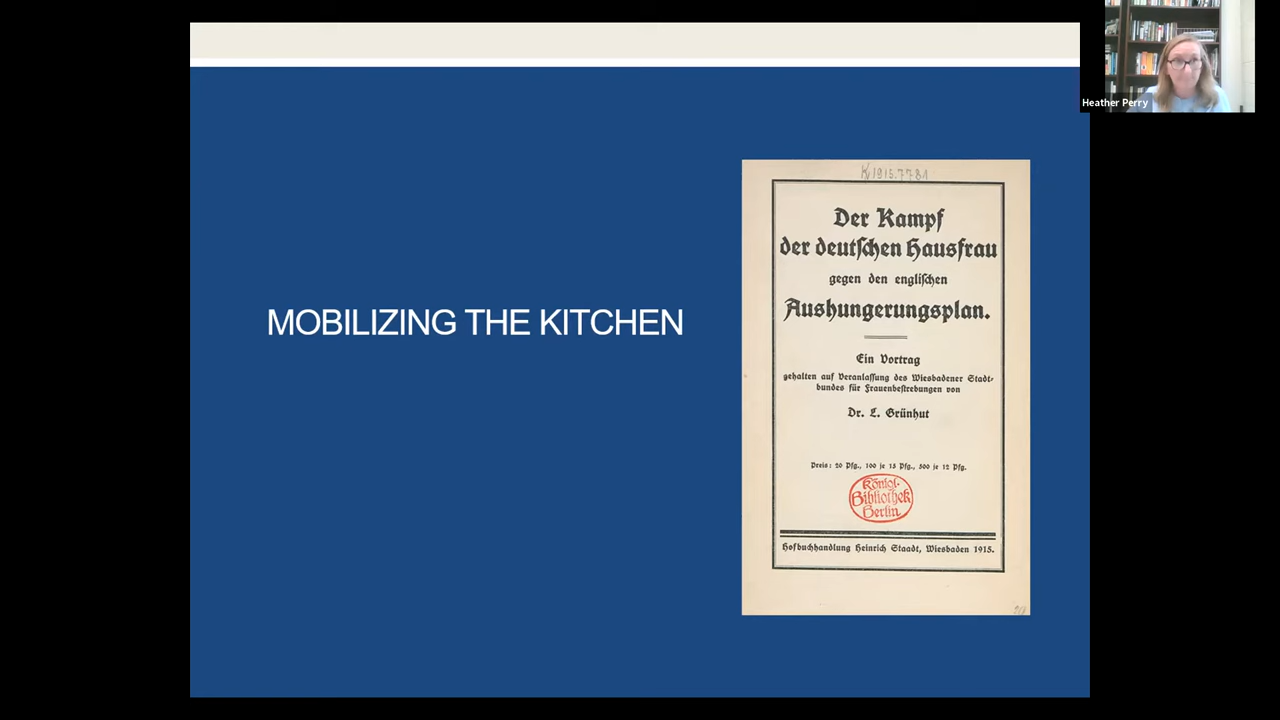 Heather Perry
MOBILIZING THE KITCHEN
K 1915.7781
Der Kampf
der deutschen Hausfrau
gegen den englischen
Aushungerungsplan.
Ein Vortrag
gehalten auf Veranlassung des Wiesbadener Stadt-
bundes für Frauenbestrebungen von
Dr. L. Grünhut
Preis: 20 Pfg., 100 je 15 Pfg., 500 je 12 Pfg.
Königl.
Bibliothek
Berlin
Hofbuchhandlung Heinrich Staadt, Wiesbaden 1915.